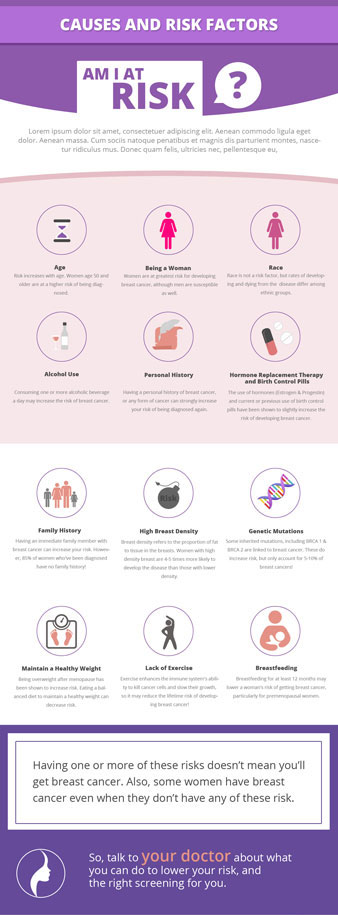 CAUSES AND RISK FACTORS
AM I AT
RISK
?
Lorem ipsum dolor sit amet, consectetuer adipiscing elit. Aenean commodo ligula eget
dolor. Aenean massa. Cum sociis natoque penatibus et magnis dis parturient montes, nasce-
tur ridiculus mus. Donec quam felis, ultricies nec, pellentesque eu,
Age
Risk increases with age. Women age 50 and
older are at a higher risk of being diag-
nosed.
Being a Woman
Women are at greatest risk for developing
breast cancer, although men are susceptible
as well.
Race
Race is not a risk factor, but rates of develop-
ing and dying from the disease differ among
ethnic groups.
Alcohol Use
Consuming one or more alcoholic beverage
a day may increase the risk of breast cancer.
Personal History
Having a personal history of breast cancer,
or any form of cancer can strongly increase
your risk of being diagnosed again.
Hormone Replacement Therapy
and Birth Control Pills
The use of hormones (Estrogen & Progestin)
and current or previous use of birth control
pills have been shown to slightly increase the
risk of developing breast cancer.
Family History
Having an immediate family member with
breast cancer can increase your risk. Howev-
er, 85% of women who've been diagnosed
have no family history!
Risk
High Breast Density
Breast density refers to the proportion of fat
to tissue in the breasts. Women with high
density breast are 4-5 times more likely to
develop the disease than those with lower
density.
Genetic Mutations
Some inherited mutations, including BRCA 1 &
BRCA 2 are linked to breast cancer. These do
increase risk, but only account for 5-10% of
breast cancers!
Maintain a Healthy Weight
Being overweight after menopause has
been shown to increase risk. Eating a bal-
anced diet to maintain a healthy weight can
decrease risk.
Lack of Exercise
Exercise enhances the immune system's abili-
ty to kill cancer cells and slow their growth,
so it may reduce the lifetime risk of develop-
ing breast cancer!
Breastfeeding
Breastfeeding for at least 12 months may
lower a woman's risk of getting breast cancer,
particularly for premenopausal women.
Having one or more of these risks doesn't mean you'll
get breast cancer. Also, some women have breast
cancer even when they don't have any of these risk.
So, talk to your doctor about what
you can do to lower your risk, and
the right screening for you.